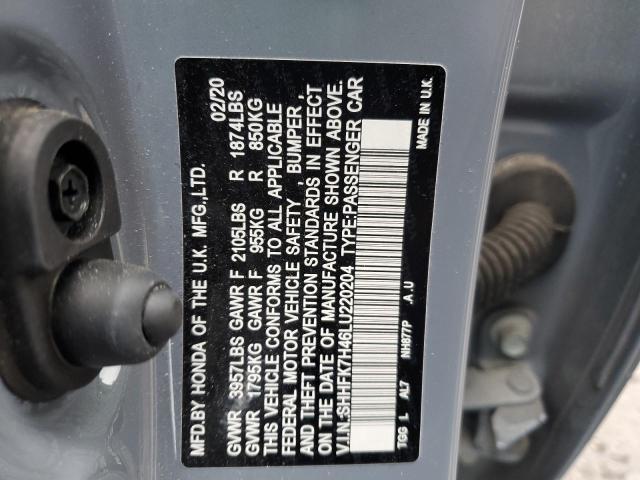 MFD.BY HONDA OF THE U.K. MFG.,LTD. 02/20
GVWR 3957LBS GAWR F 2105LBS R 1874LBS
GVWR 1795KG GAWR F 955KG R 850KG
THIS VEHICLE CONFORMS TO ALL APPLICABLE
FEDERAL MOTOR VEHICLE SAFETY , BUMPER ,
AND THEFT PREVENTION STANDARDS IN EFFECT
ON THE DATE OF MANUFACTURE SHOWN ABOVE.
V.I.N.:SHHFK7H46LU220204 TYPE:PASSENGER CAR
TGG L AL7 NH877P .A.U MADE IN U.K.